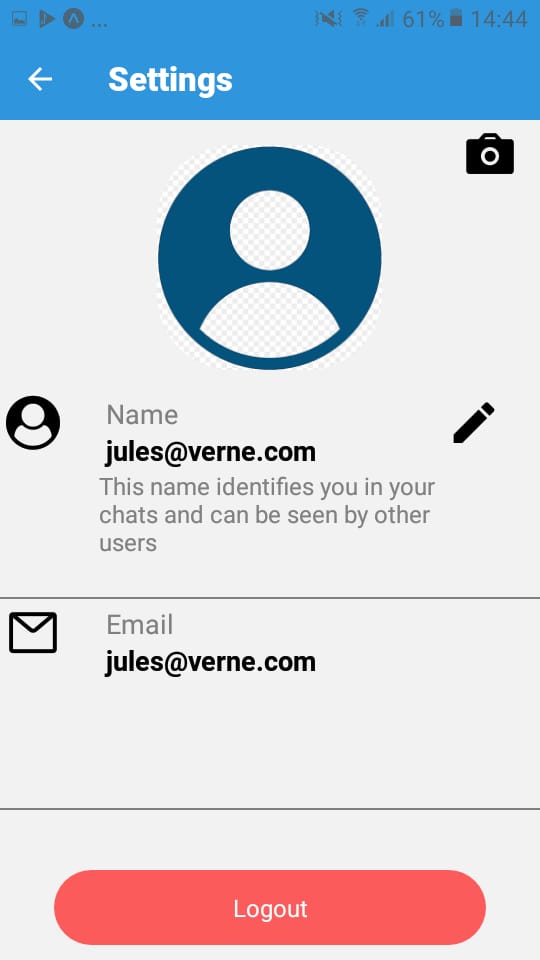 ... 61% 14:44
Settings
Name
jules@verne.com
This name identifies you in your
chats and can be seen by other
users
Email
jules@verne.com
Logout